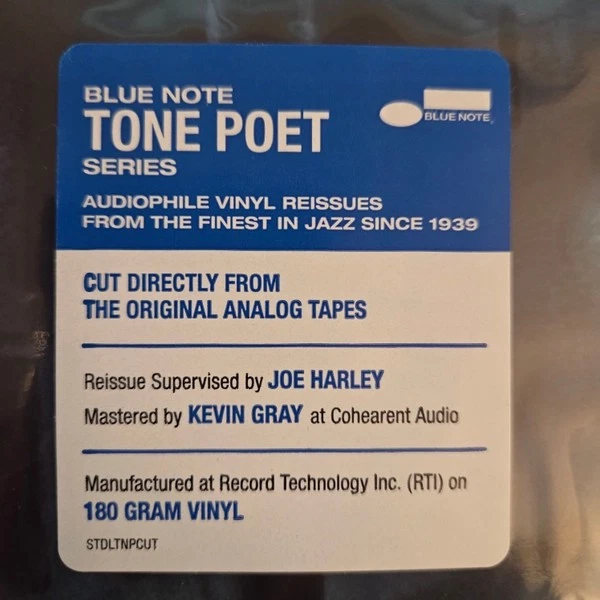 BLUE NOTE
TONE POET
SERIES
BLUE NOTE
AUDIOPHILE VINYL REISSUES
FROM THE FINEST IN JAZZ SINCE 1939
CUT DIRECTLY FROM
THE ORIGINAL ANALOG TAPES
Reissue Supervised by JOE HARLEY
Mastered by KEVIN GRAY at Cohearent Audio
Manufactured at Record Technology Inc. (RTI) on
180 GRAM VINYL
STDLTNPCUT